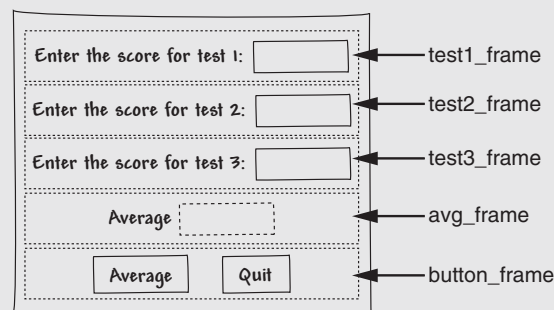 Enter the score for test 1: test1_frame
Enter the score for test 2: test2_frame
Enter the score for test 3: test3_frame
Average avg_frame
Average Quit button_frame